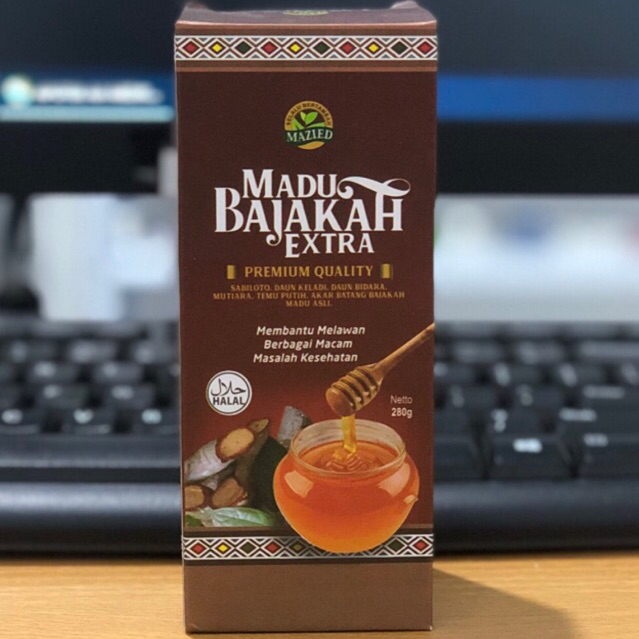 MAZIED
MADU
BAJAKAH
EXTRA
PREMIUM QUALITY
SABILOTO, DAUN KELADI, DAUN BIDARA,
MUTIARA, TEMU PUTIH, AKAR BATANG BAJAKAH
MADU ASLI.
Membantu Melawan
Berbagai Macam
Masalah Kesehatan
حلال
HALAL
Netto
280g